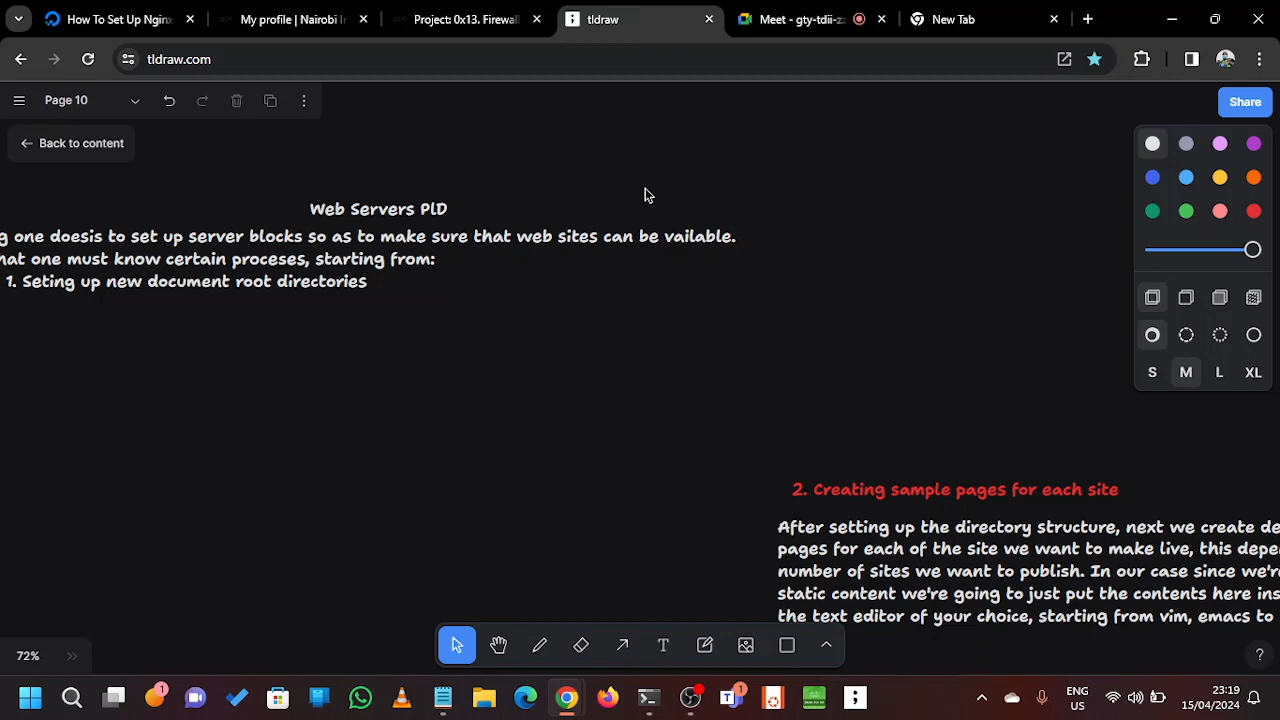 How To Set Up Nginx
My profile | Nairobi
Project: 0x13. Firewall
tldraw
Meet - gty-tdii-zz
New Tab
tldraw.com
Page 10
Share
Back to content
Web Servers PlD
g one doesis to set up server blocks so as to make sure that web sites can be vailable.
hat one must know certain proceses, starting from:
1. Seting up new document root directories
S M L XL
2. Creating sample pages for each site
After setting up the directory structure, next we create de
pages for each of the site we want to make live, this depe
number of sites we want to publish. In our case since we're
static content we're going to just put the contents here ins
the text editor of your choice, starting from vim, emacs to
72%
?
1
1
ENG
US
23:19
15/04/2024